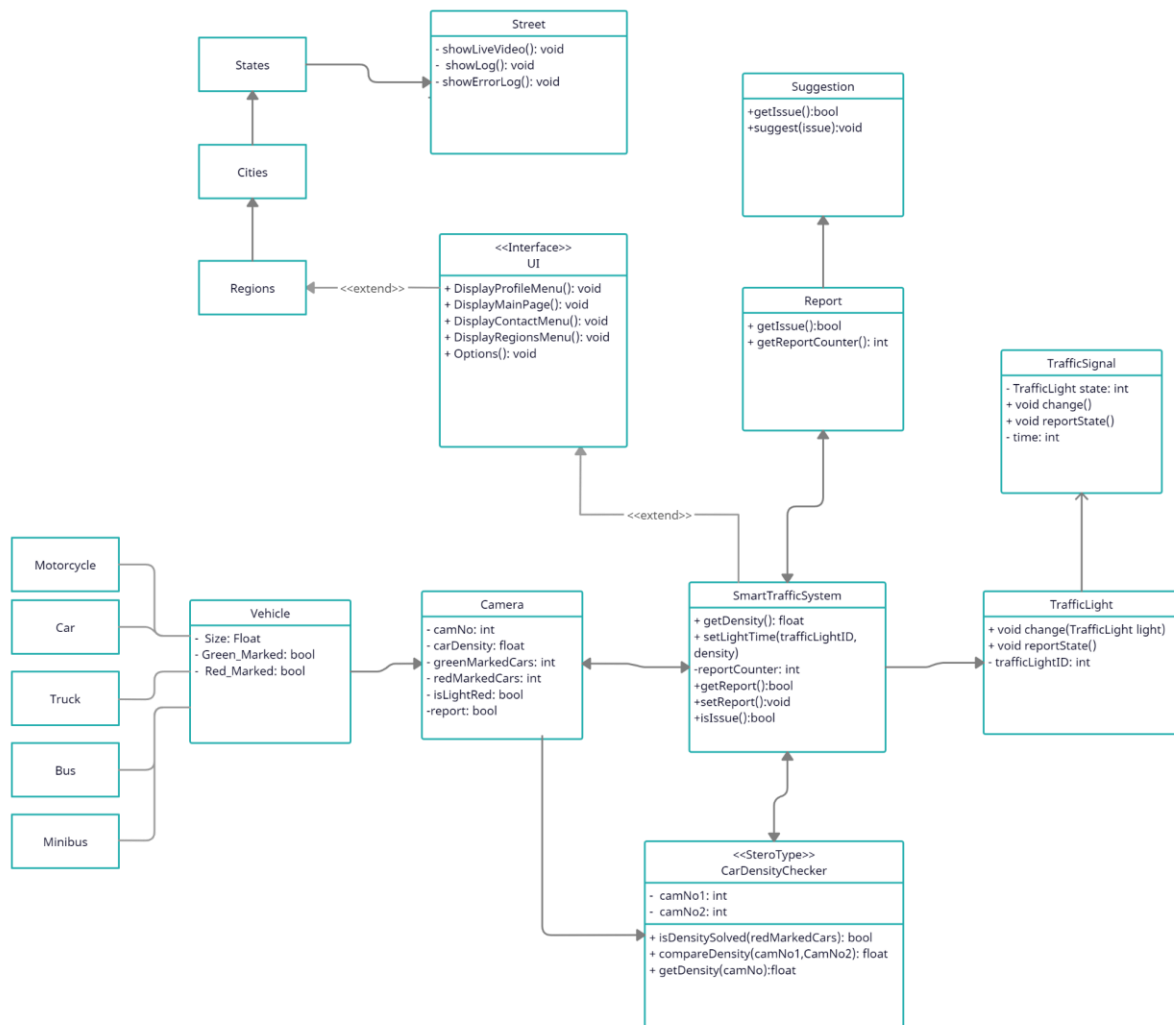 Street
- showLiveVideo(): void
- showLog(): void
- showErrorLog(): void
-
States
Cities
Regions
<<extend>>
<<Interface>>
UI
+ DisplayProfileMenu(): void
+ DisplayMainPage(): void
+ DisplayContactMenu(): void
+ DisplayRegionsMenu(): void
+ Options(): void
Suggestion
+getIssue():bool
+suggest(issue):void
Report
+ getIssue():bool
+ getReportCounter(): int
TrafficSignal
- TrafficLight state: int
+ void change()
+ void reportState()
- time: int
<<extend>>
Motorcycle
Car
Truck
Bus
Minibus
Vehicle
- Size: Float
- Green_Marked: bool
- Red_Marked: bool
Camera
- camNo: int
- carDensity: float
- greenMarkedCars: int
- redMarkedCars: int
- isLightRed: bool
-report: bool
SmartTrafficSystem
+ getDensity(): float
+ setLightTime(trafficLightID,
density)
-reportCounter: int
+getReport():bool
+setReport():void
+isIssue():bool
TrafficLight
+ void change(TrafficLight light)
+ void reportState()
- trafficLightID: int
<<SteroType>>
CarDensityChecker
- camNo1: int
- camNo2: int
+ isDensitySolved(redMarkedCars): bool
+ compareDensity(camNo1,CamNo2): float
+ getDensity(camNo):float